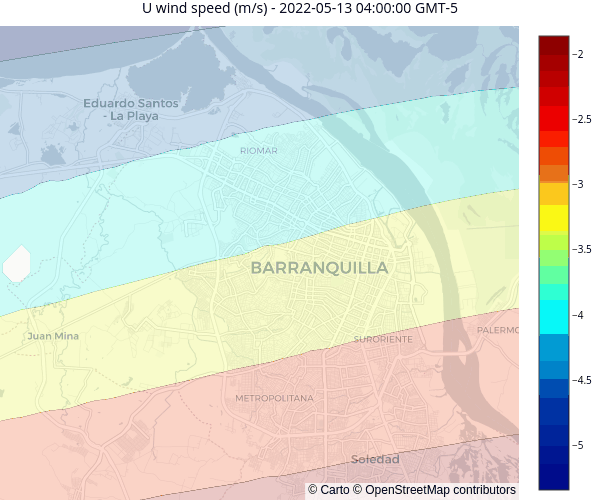 U wind speed (m/s) - 2022-05-13 04:00:00 GMT-5
Eduardo Santos
- La Playa
RIOMAR
BARRANQUILLA
Juan Mina
SURORIENTE
PALERMO
METROPOLITANA
Soledad
© Carto © OpenStreetMap contributors
−2
−2.5
−3
−3.5
−4
−4.5
−5